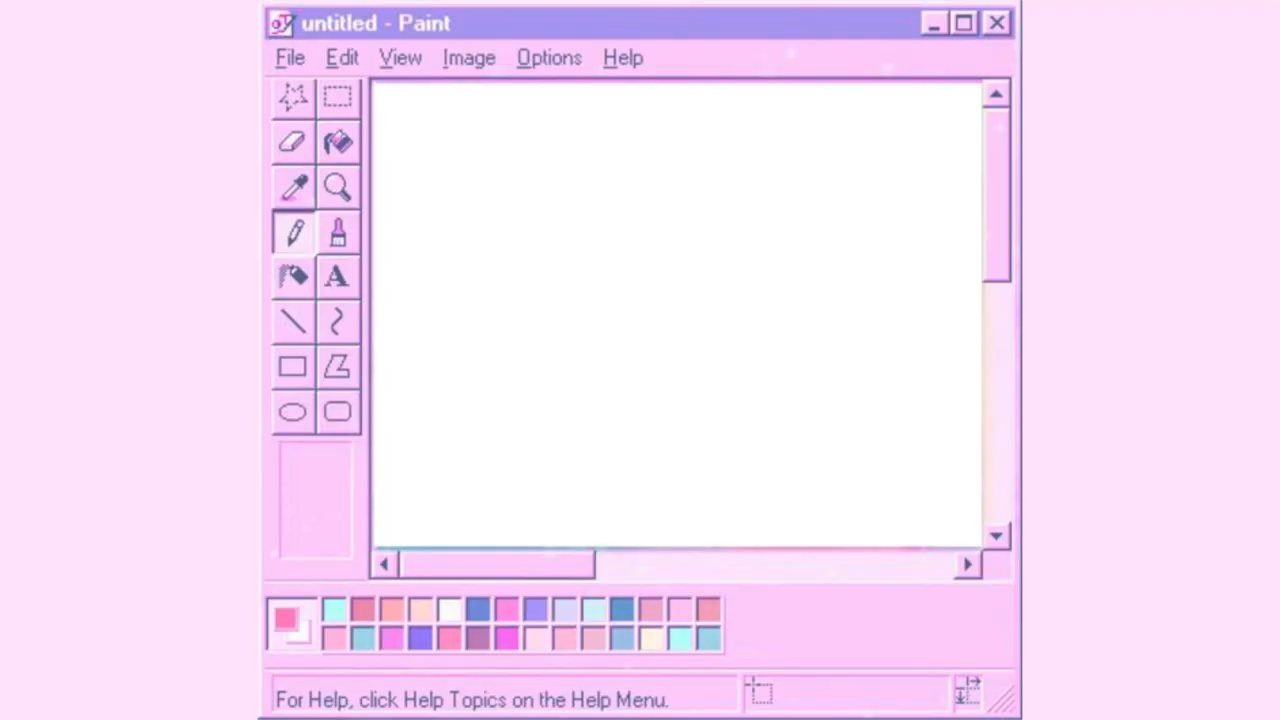 untitled - Paint
File Edit View Image Options Help
A
For Help, click Help Topics on the Help Menu.